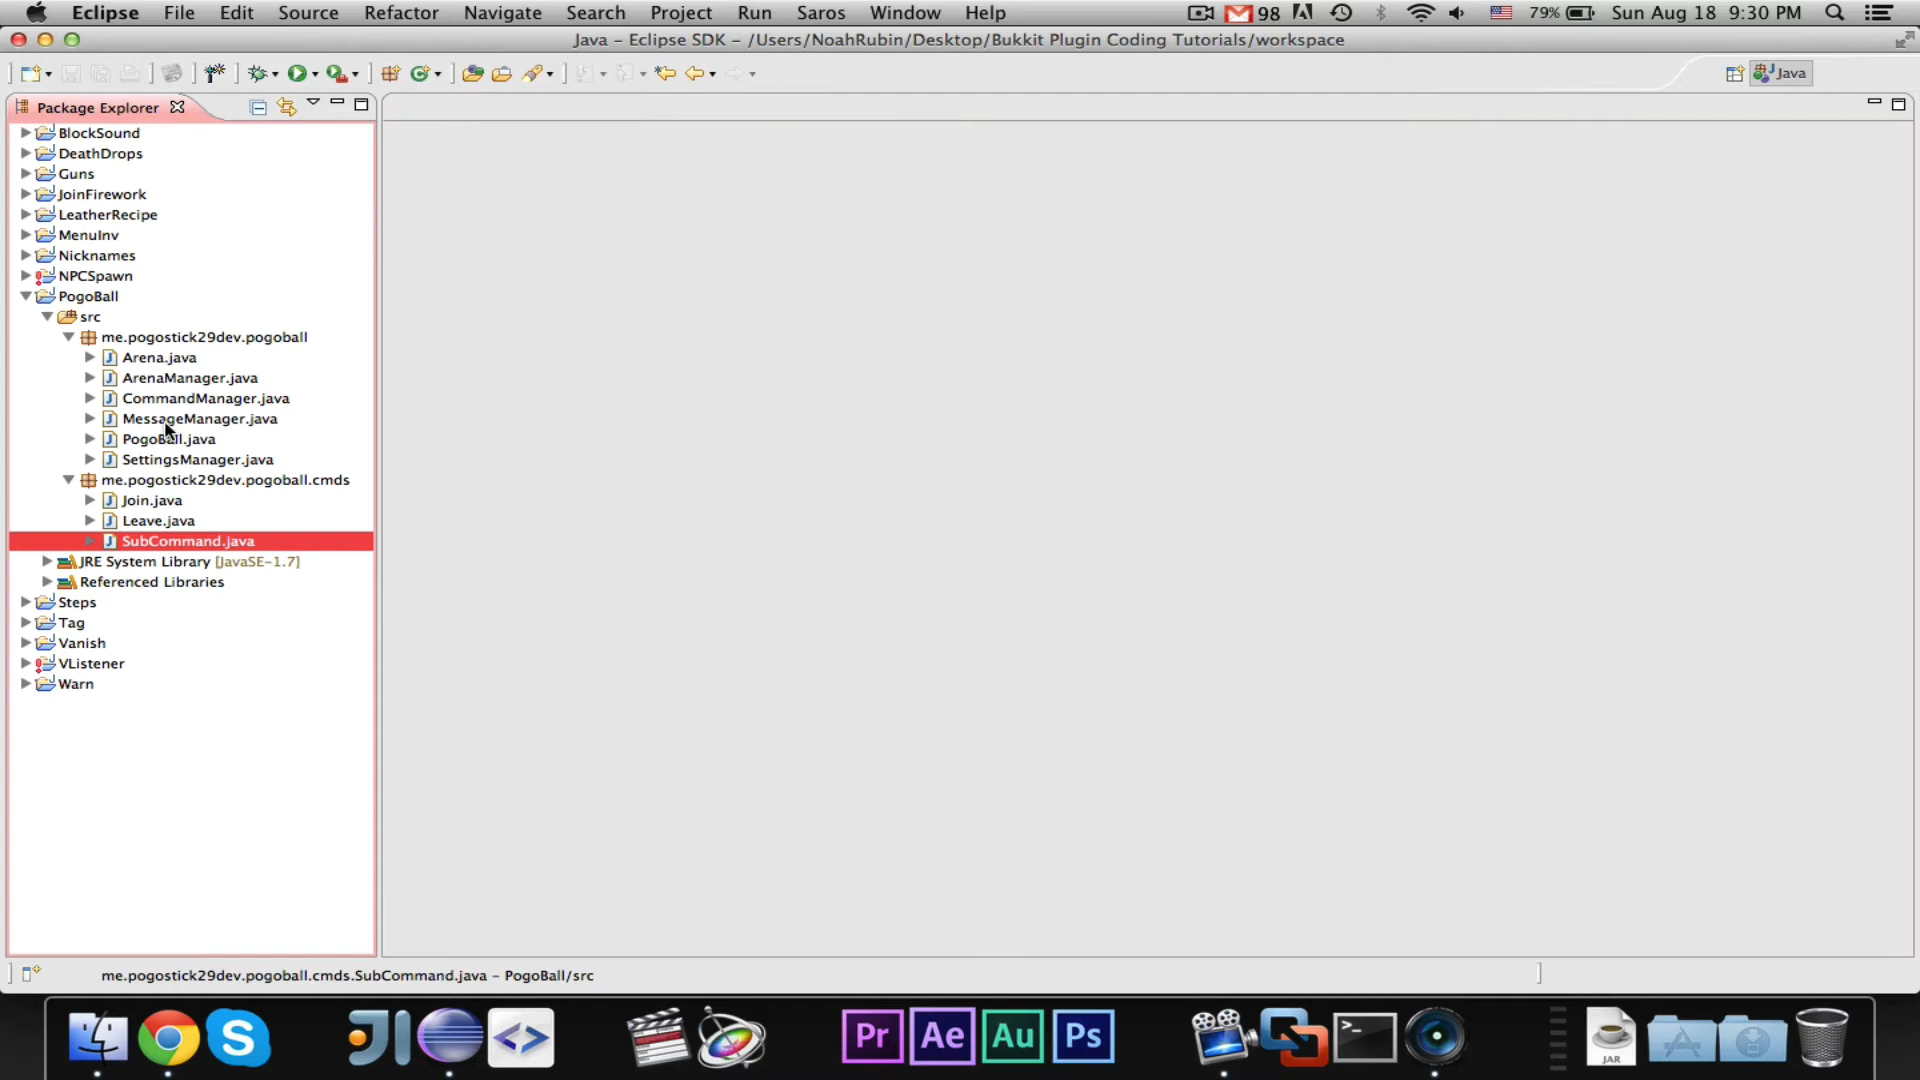 Eclipse File Edit Source Refactor Navigate Search Project Run Saros Window Help 98 79% Sun Aug 18 9:30 PM
Java – Eclipse SDK – /Users/NoahRubin/Desktop/Bukkit Plugin Coding Tutorials/workspace
Java
Package Explorer
BlockSound
DeathDrops
Guns
JoinFirework
LeatherRecipe
MenuInv
Nicknames
NPCSpawn
PogoBall
src
me.pogostick29dev.pogoball
Arena.java
ArenaManager.java
CommandManager.java
MessageManager.java
PogoBall.java
SettingsManager.java
me.pogostick29dev.pogoball.cmds
Join.java
Leave.java
SubCommand.java
JRE System Library [JavaSE-1.7]
Referenced Libraries
Steps
Tag
Vanish
VListener
Warn
me.pogostick29dev.pogoball.cmds.SubCommand.java – PogoBall/src
S JI Pr Ae Au Ps JAR